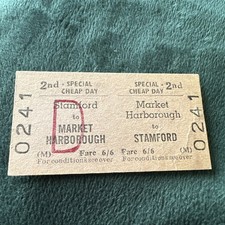 2nd - SPECIAL
CHEAP DAY
Stamford
to
MARKET
HARBOROUGH
(M) Fare 6/6
For conditions see over
SPECIAL - 2nd
CHEAP DAY
Market
Harborough
to
STAMFORD
Fare 6/6 (M)
For conditions see over
0241
0241
D